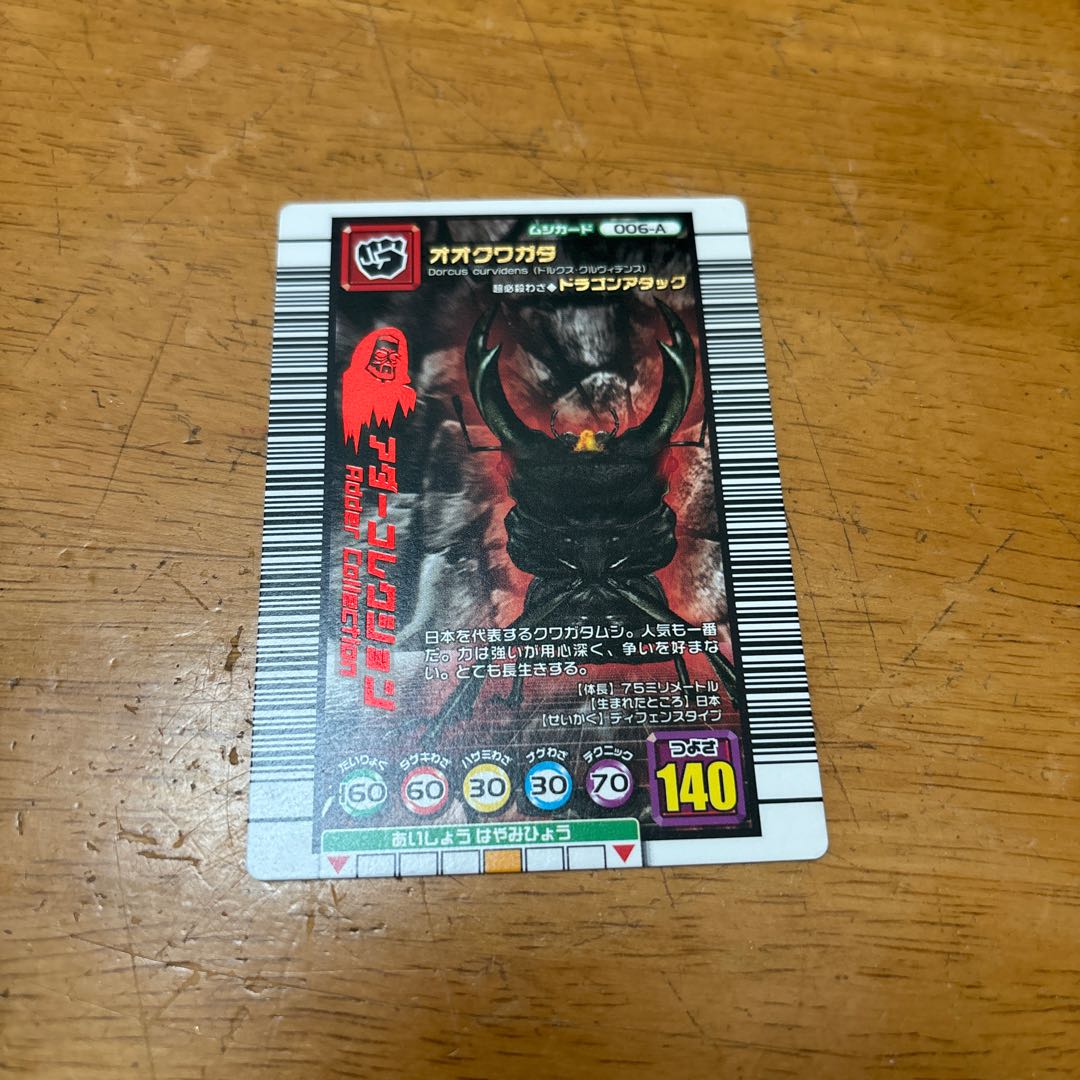 ムシカード 006-A
オオクワガタ
Dorcus curvidens (ドルクス・クルヴィデンス)
超必殺わざ◆ドラゴンアタック
アダーコレクション
Adder Collection
日本を代表するクワガタムシ。人気も一番
だ。力は強いが用心深く、争いを好まな
い。とても長生きする。
【体長】75ミリメートル
【生まれたところ】日本
【せいかく】ディフェンスタイプ
たいりょく ダゲキわざ ハサミわざ ナゲわざ テクニック つよさ
160 60 30 30 70 140
あいしょう はやみひょう